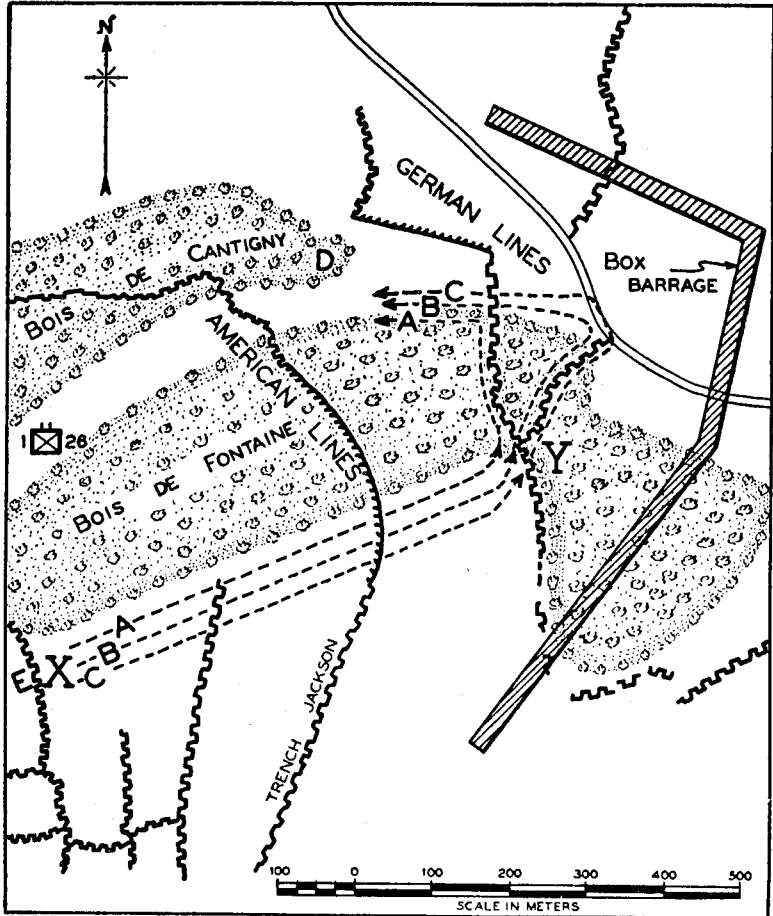 N
GERMAN LINES
BOIS DE CANTIGNY
D
BOX
BARRAGE
C
B
A
AMERICAN LINES
1 26
BOIS DE FONTAINE
Y
A
B
E X C
TRENCH JACKSON
100 0 100 200 300 400 500
SCALE IN METERS